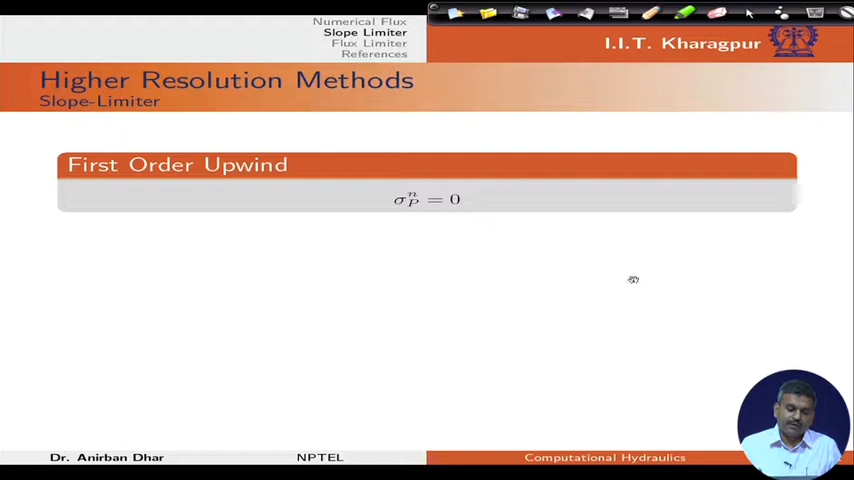 Numerical Flux
Slope Limiter
Flux Limiter
References
I.I.T. Kharagpur
Higher Resolution Methods
Slope-Limiter
First Order Upwind
σ_P^n = 0
Dr. Anirban Dhar
NPTEL
Computational Hydraulics